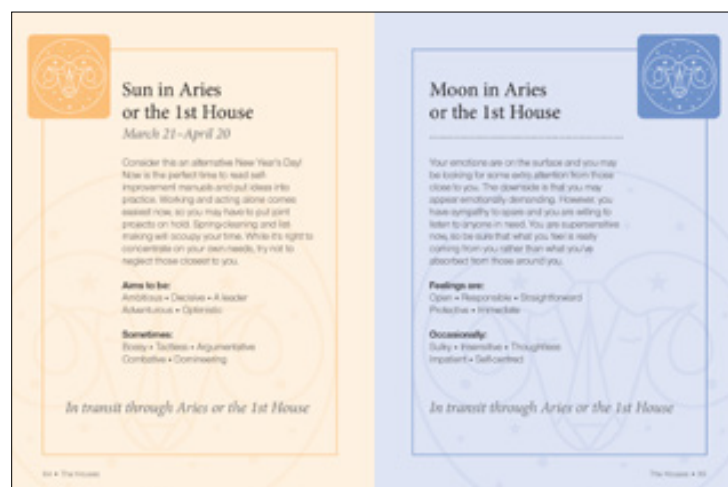 Sun in Aries
or the 1st House
March 21–April 20
Consider this an alternative New Year's Day!
Now is the perfect time to read self-
improvement manuals and put ideas into
practice. Working and acting alone comes
easiest now, so you may have to put joint
projects on hold. Spring-cleaning and list
making will occupy your time. While it's right to
concentrate on your own needs, try not to
neglect those closest to you.
Aims to be:
Ambitious • Decisive • A leader
Adventurous • Optimistic
Sometimes:
Bossy • Tactless • Argumentative
Combative • Domineering
In transit through Aries or the 1st House
• The Houses
Moon in Aries
or the 1st House
Your emotions are on the surface and you may
be looking for some extra attention from those
close to you. The downside is that you may
appear emotionally demanding. However, you
have sympathy to spare and you are willing to
listen to anyone in need. You are supersensitive
now, so be sure that what you feel is really
coming from you rather than what you've
absorbed from those around you.
Feelings are:
Open • Responsible • Straightforward
Protective • Immediate
Occasionally:
Sulky • Insensitive • Thoughtless
Impatient • Self-centred
In transit through Aries or the 1st House
The Houses •